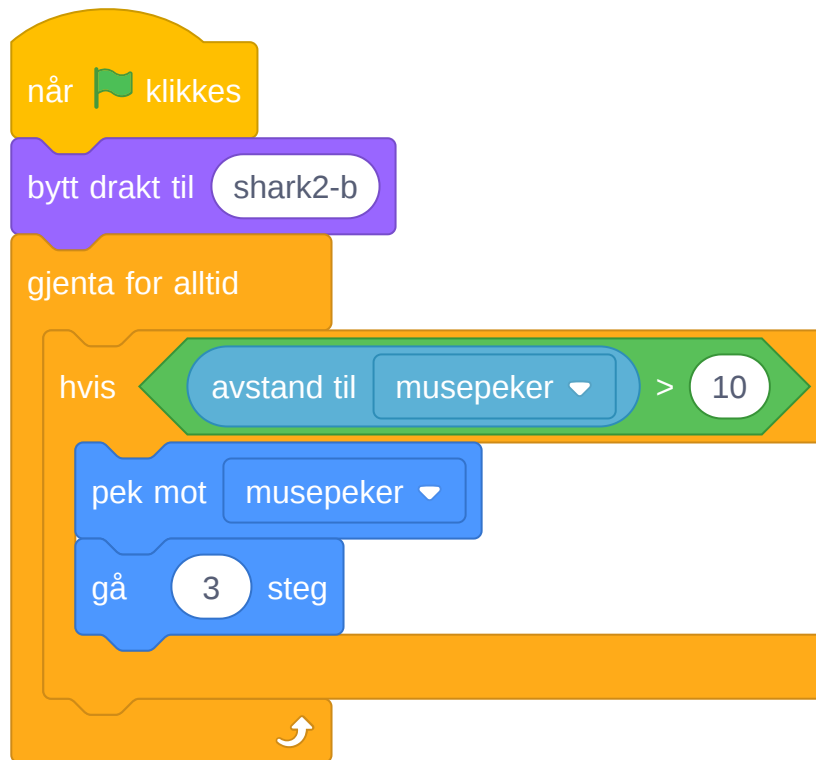 når klikkes
bytt drakt til shark2-b
gjenta for alltid
hvis avstand til musepeker > 10
pek mot musepeker
gå 3 steg